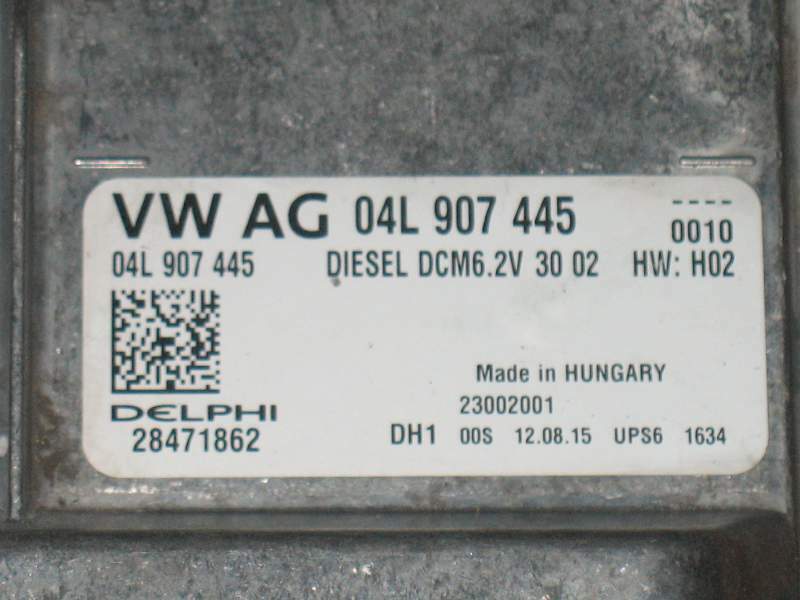 VW AG 04L 907 445 ----
0010
04L 907 445 DIESEL DCM6.2V 30 02 HW: H02
Made in HUNGARY
DELPHI 23002001
28471862 DH1 00S 12.08.15 UPS6 1634